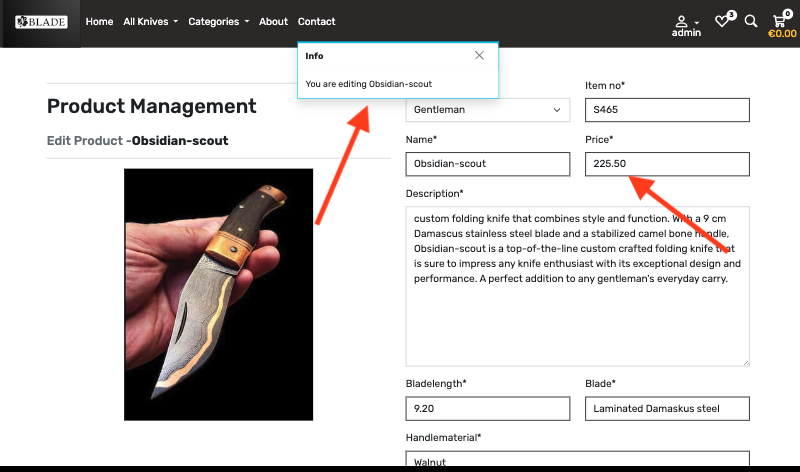 BLADE
Home All Knives Categories About Contact
admin
3
0
€0.00
Info
You are editing Obsidian-scout
Product Management
Edit Product -Obsidian-scout
Gentleman
Item no*
S465
Name*
Obsidian-scout
Price*
225.50
Description*
custom folding knife that combines style and function. With a 9 cm
Damascus stainless steel blade and a stabilized camel bone handle,
Obsidian-scout is a top-of-the-line custom crafted folding knife that
is sure to impress any knife enthusiast with its exceptional design and
performance. A perfect addition to any gentleman's everyday carry.
Bladelength*
9.20
Blade*
Laminated Damaskus steel
Handlematerial*
Walnut